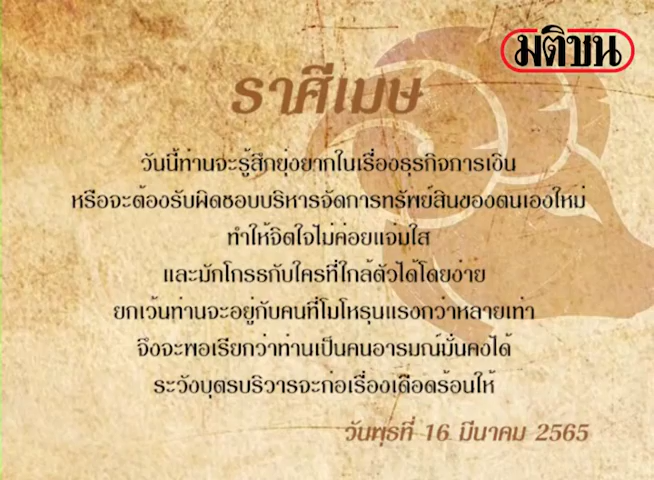 มติชน
ราศีเมษ
วันนี้ท่านจะรู้สึกยุ่งยากในเรื่องธุรกิจการเงิน
หรือจะต้องรับผิดชอบบริหารจัดการทรัพย์สินของตนเองใหม่
ทำให้จิตใจไม่ค่อยแจ่มใส
และมักโกรธกับใครที่ใกล้ตัวได้โดยง่าย
ยกเว้นท่านจะอยู่กับคนที่โมโหรุนแรงกว่าหลายเท่า
จึงจะพอเรียกว่าท่านเป็นคนอารมณ์มั่นคงได้
ระวังบุตรบริวารจะก่อเรื่องเดือดร้อนให้
วันพุธที่ 16 มีนาคม 2565